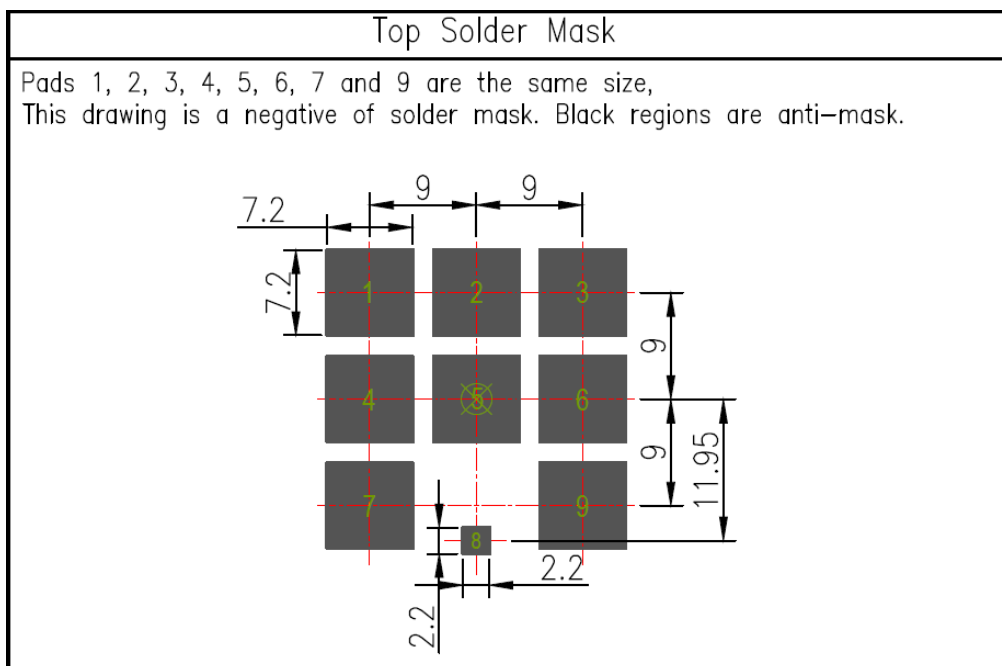 Top Solder Mask
Pads 1, 2, 3, 4, 5, 6, 7 and 9 are the same size,
This drawing is a negative of solder mask. Black regions are anti-mask.
9 9
7.2
7.2
1 2 3
9
4 5 6
9
11.95
7 9
8
2.2
2.2